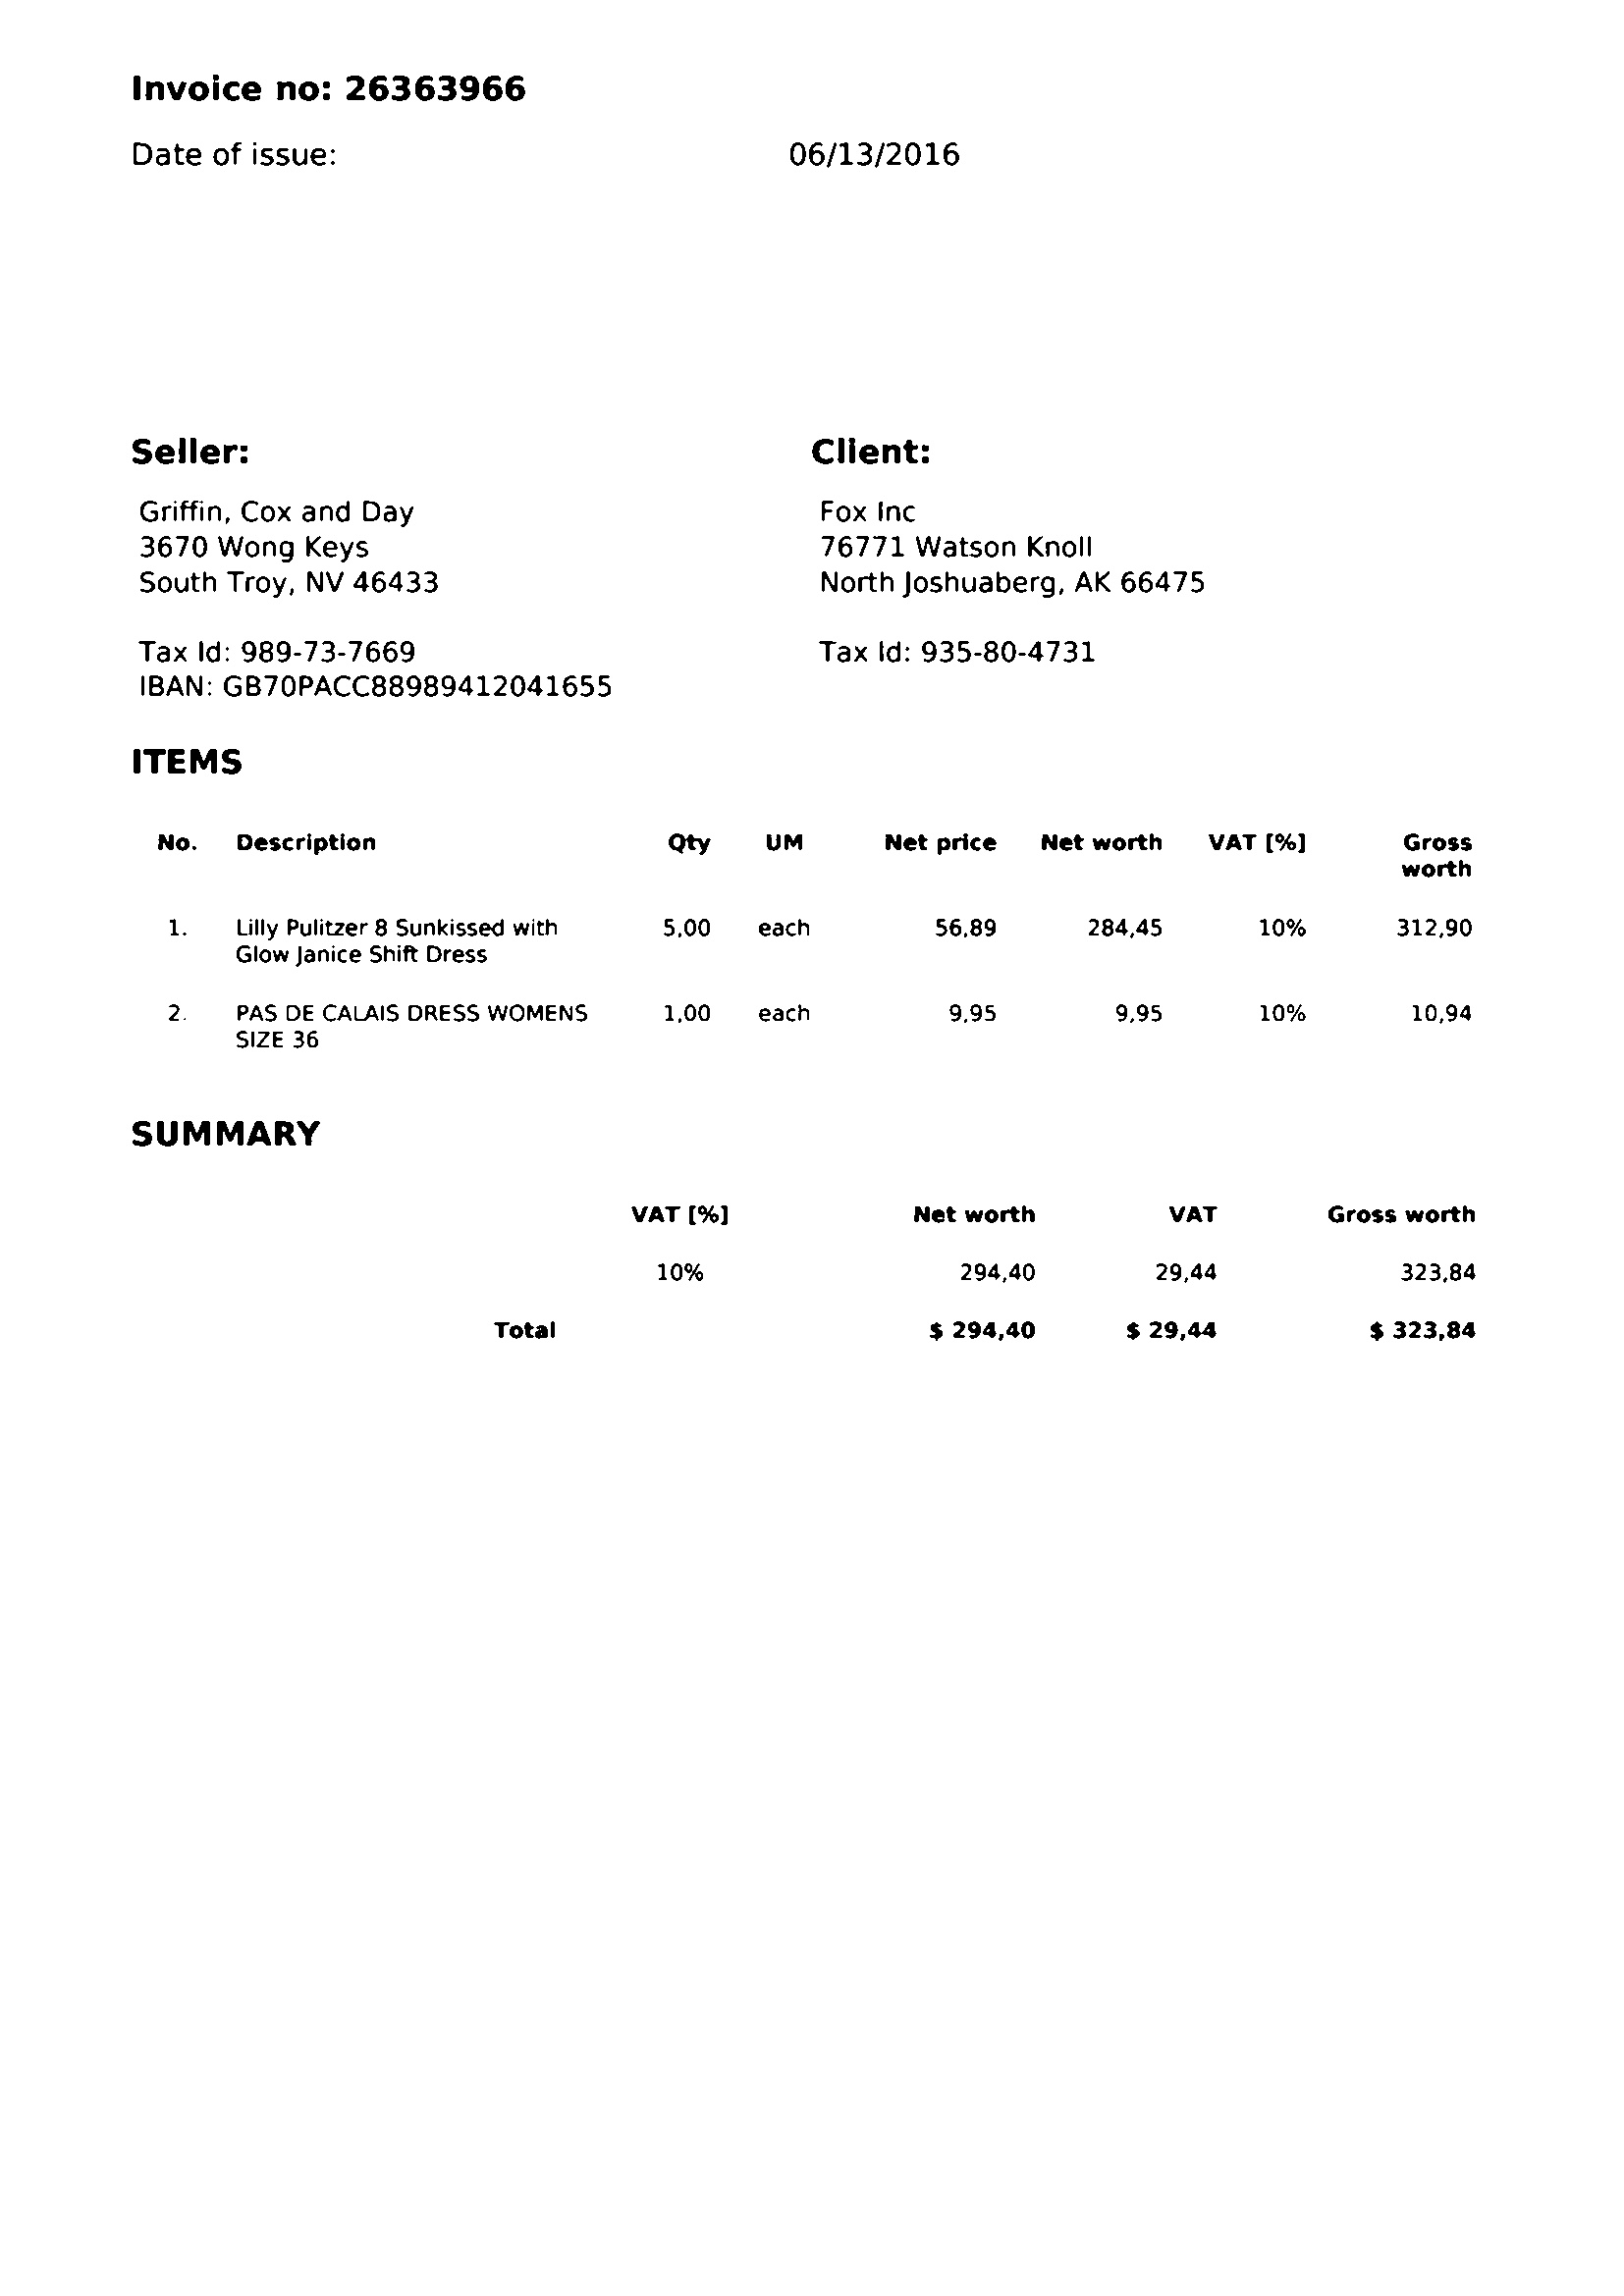 Invoice no: 26363966
Date of issue: 06/13/2016
Seller: Client:
Griffin, Cox and Day Fox Inc
3670 Wong Keys 76771 Watson Knoll
South Troy, NV 46433 North Joshuaberg, AK 66475
Tax Id: 989-73-7669 Tax Id: 935-80-4731
IBAN: GB70PACC88989412041655
ITEMS
No. Description Qty UM Net price Net worth VAT [%] Gross
worth
1. Lilly Pulitzer 8 Sunkissed with 5,00 each 56,89 284,45 10% 312,90
Glow Janice Shift Dress
2. PAS DE CALAIS DRESS WOMENS 1,00 each 9,95 9,95 10% 10,94
SIZE 36
SUMMARY
VAT [%] Net worth VAT Gross worth
10% 294,40 29,44 323,84
Total $ 294,40 $ 29,44 $ 323,84